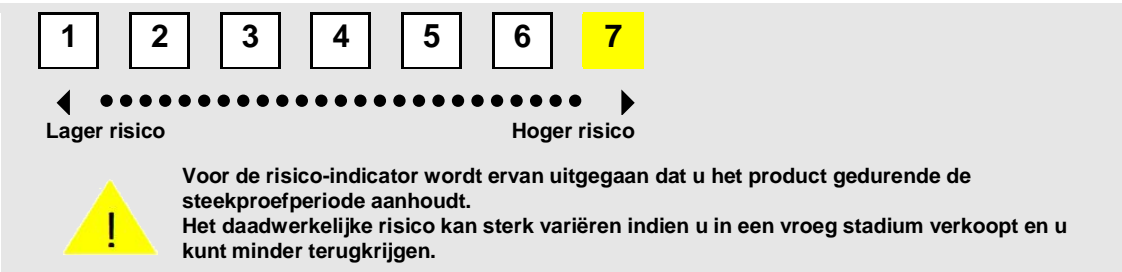 1 2 3 4 5 6 7
Lager risico Hoger risico
Voor de risico-indicator wordt ervan uitgegaan dat u het product gedurende de
steekproefperiode aanhoudt.
Het daadwerkelijke risico kan sterk variëren indien u in een vroeg stadium verkoopt en u
kunt minder terugkrijgen.
!